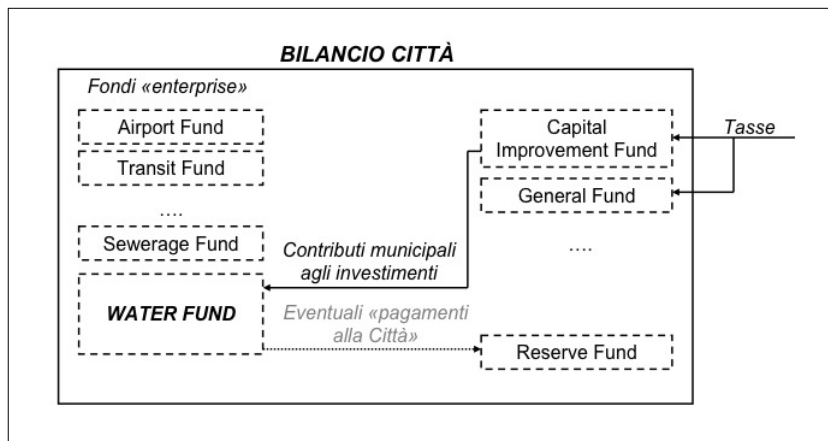 BILANCIO CITTÀ
Fondi «enterprise»
Airport Fund
Transit Fund
....
Sewerage Fund
WATER FUND
Contributi municipali
agli investimenti
Eventuali «pagamenti
alla Città»
Capital
Improvement Fund
General Fund
....
Reserve Fund
Tasse